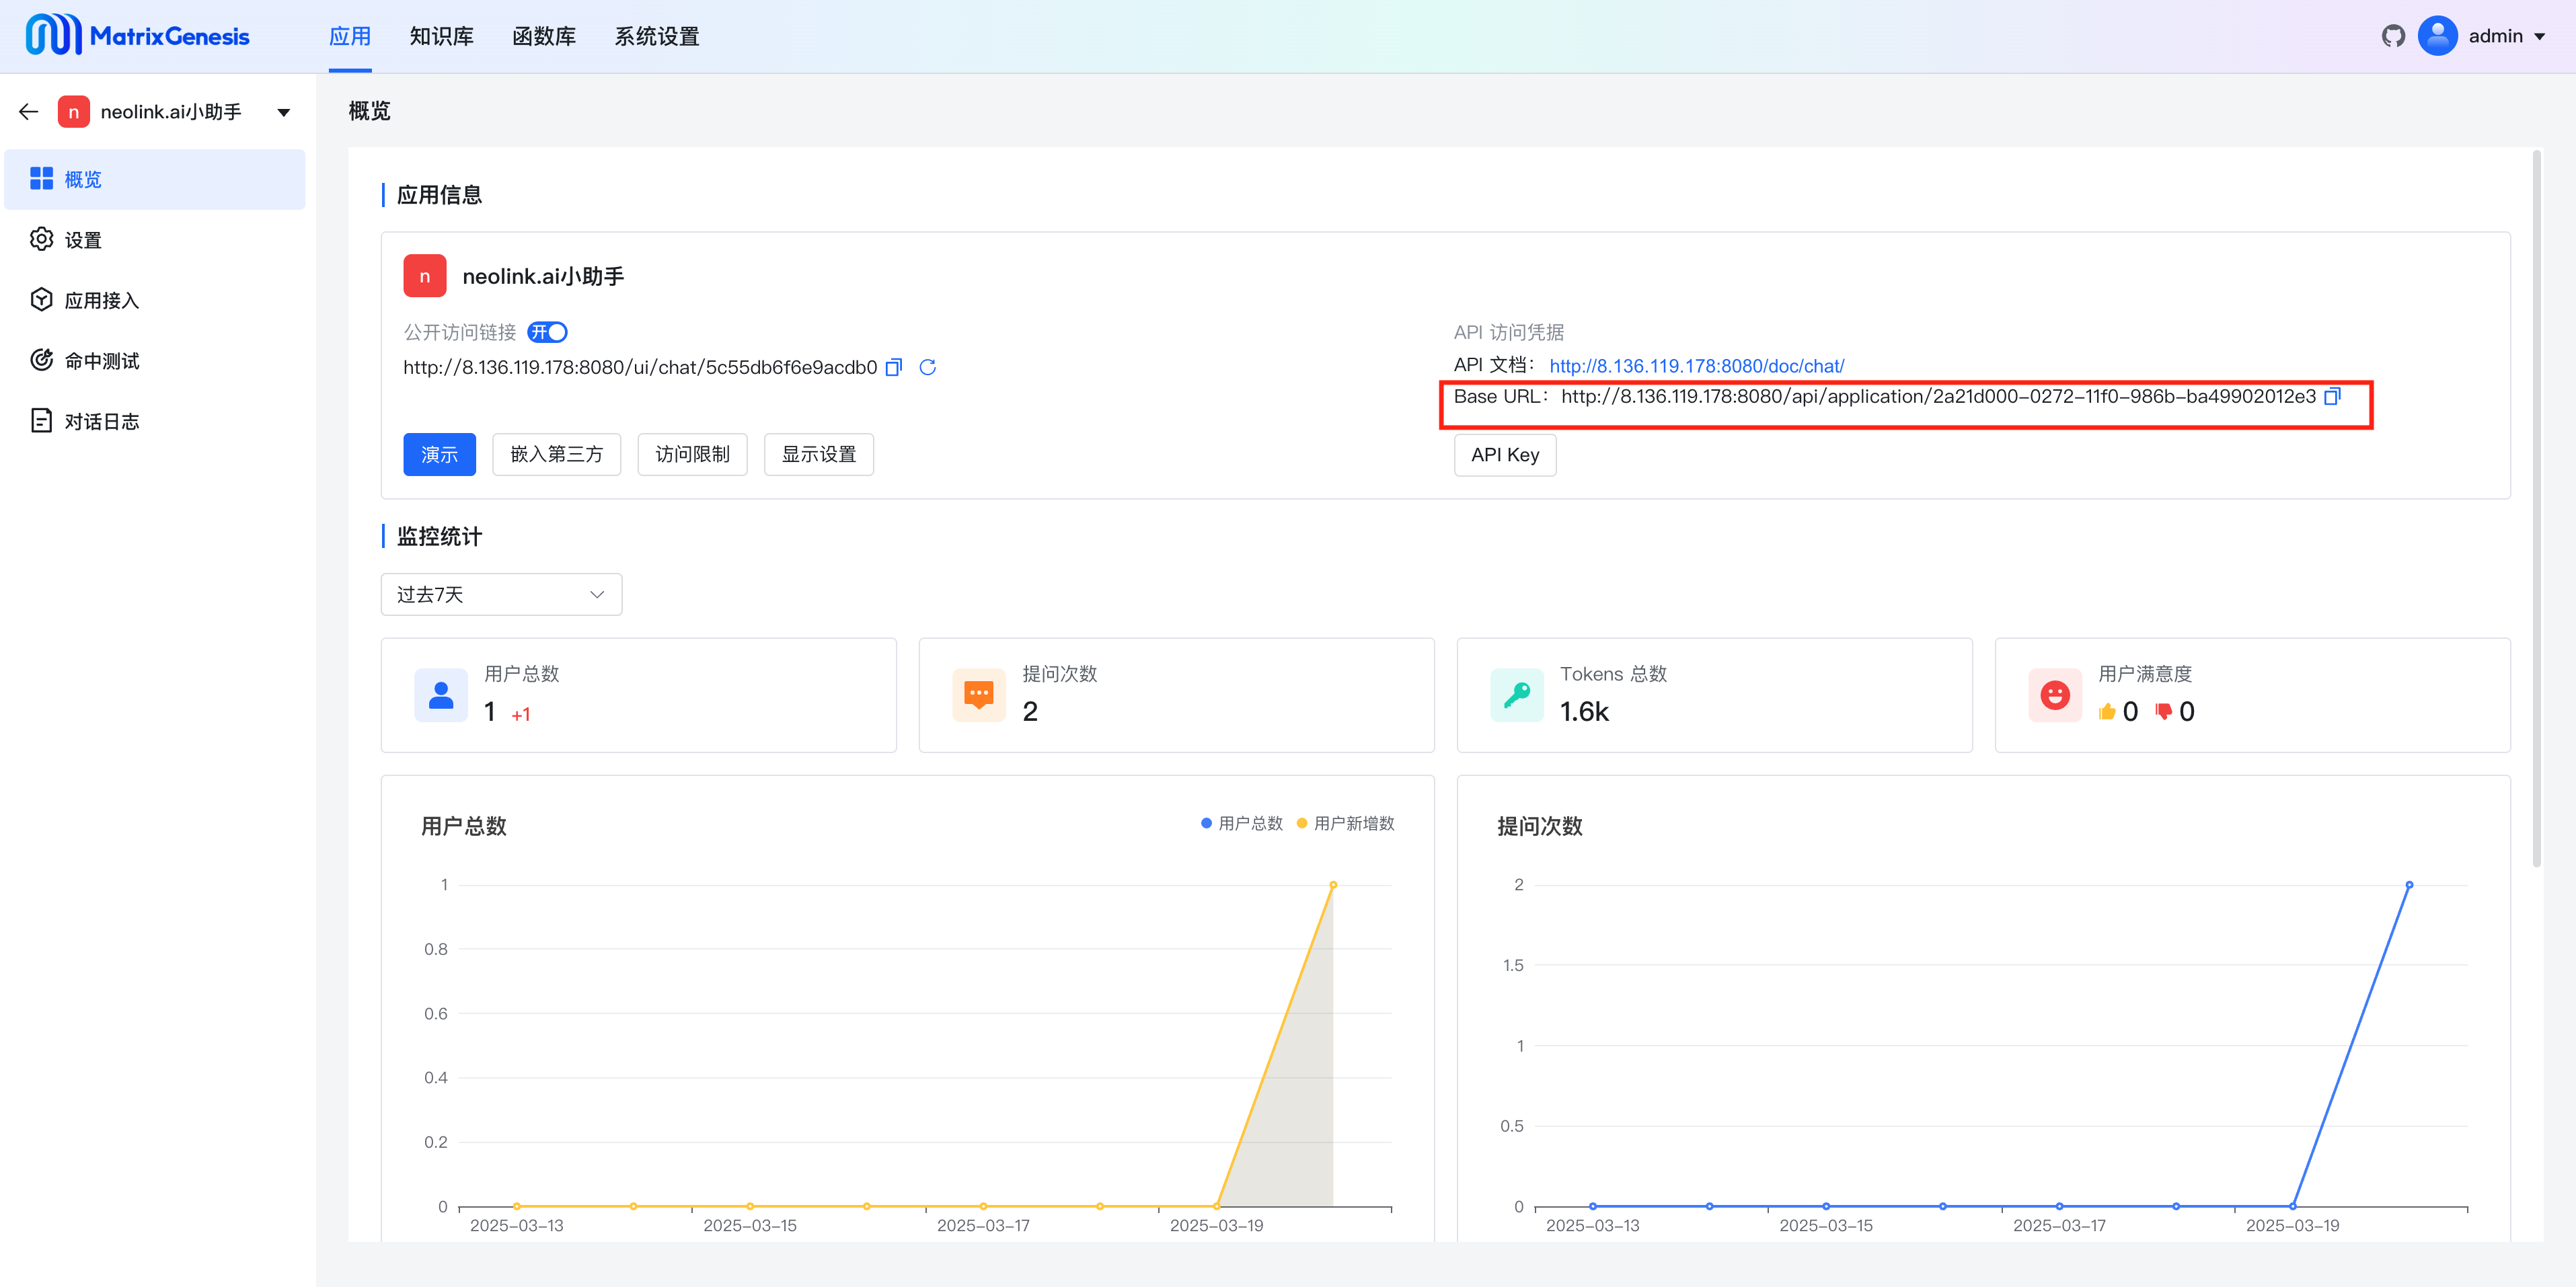 MatrixGenesis
应用 知识库 函数库 系统设置
admin
n neolink.ai小助手
概览
设置
应用接入
命中测试
对话日志
概览
应用信息
n neolink.ai小助手
公开访问链接 开
http://8.136.119.178:8080/ui/chat/5c55db6f6e9acdb0
演示 嵌入第三方 访问限制 显示设置
API 访问凭据
API 文档： http://8.136.119.178:8080/doc/chat/
Base URL： http://8.136.119.178:8080/api/application/2a21d000-0272-11f0-986b-ba49902012e3
API Key
监控统计
过去7天
用户总数
1 +1
提问次数
2
Tokens 总数
1.6k
用户满意度
0 0
用户总数
用户总数 用户新增数
1
0.8
0.6
0.4
0.2
0
2025-03-13 2025-03-15 2025-03-17 2025-03-19
提问次数
2
1.5
1
0.5
0
2025-03-13 2025-03-15 2025-03-17 2025-03-19